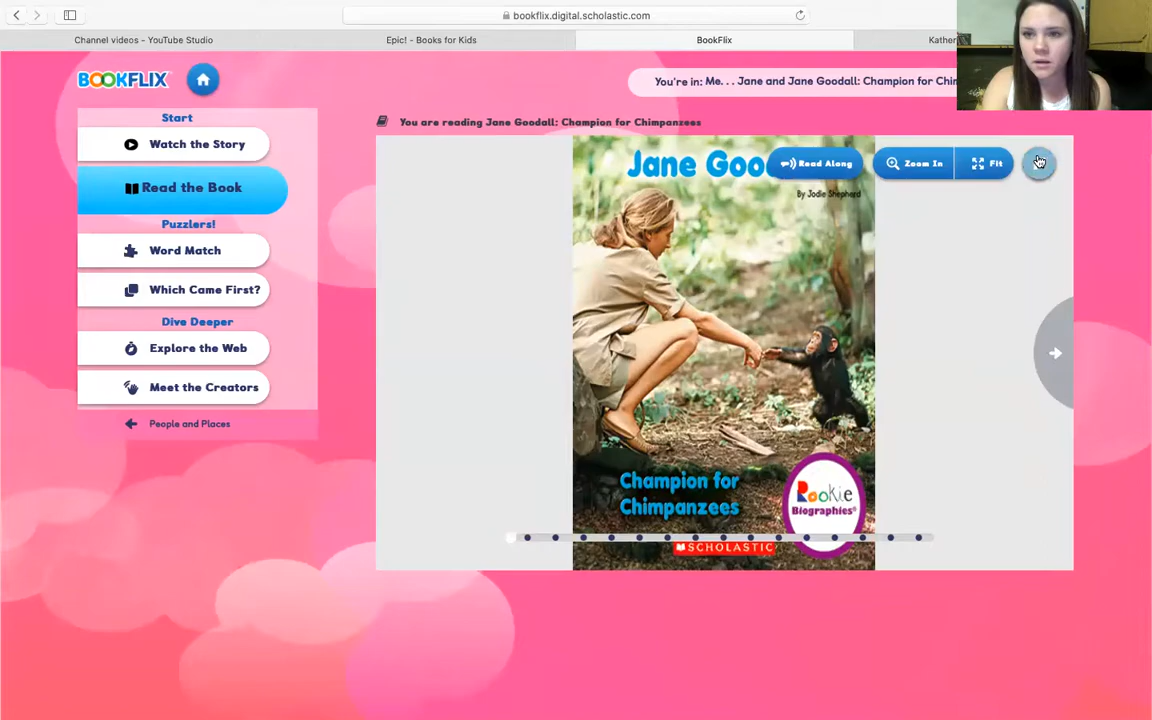 bookflix.digital.scholastic.com
Channel videos - YouTube Studio
Epic! - Books for Kids
BookFlix
BOOKFLIX
You're in: Me. . . Jane and Jane Goodall: Champion for
Start
Watch the Story
Read the Book
Puzzlers!
Word Match
Which Came First?
Dive Deeper
Explore the Web
Meet the Creators
People and Places
You are reading Jane Goodall: Champion for Chimpanzees
Jane
Read Along
Zoom In
Fit
By Jodie Shepherd
Champion for
Chimpanzees
Rookie
Biographies®
SCHOLASTIC